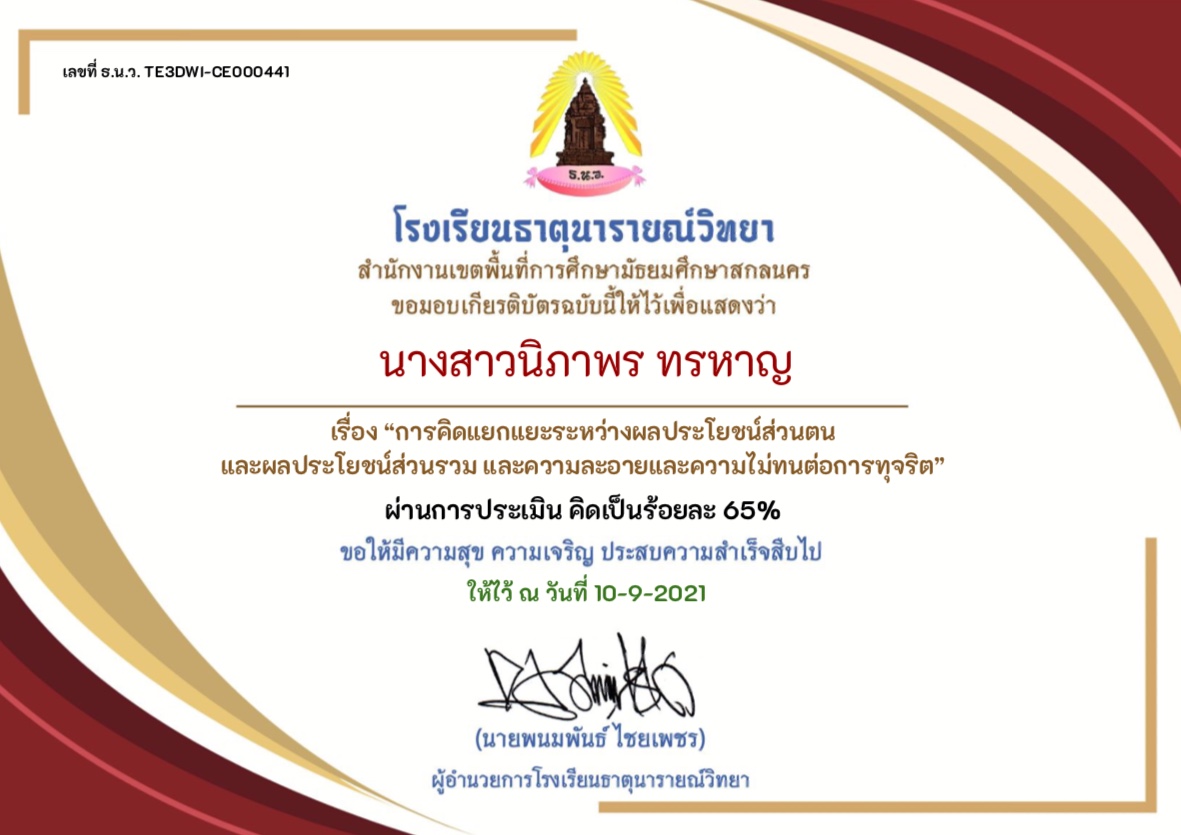 เลขที่ ธ.น.ว. TE3DWI-CE000441
ธ.น.ว.
โรงเรียนธาตุนารายณ์วิทยา
สำนักงานเขตพื้นที่การศึกษามัธยมศึกษาสกลนคร
ขอมอบเกียรติบัตรฉบับนี้ให้ไว้เพื่อแสดงว่า
นางสาวนิภาพร ทรหาญ
เรื่อง “การคิดแยกแยะระหว่างผลประโยชน์ส่วนตน
และผลประโยชน์ส่วนรวม และความละอายและความไม่ทนต่อการทุจริต”
ผ่านการประเมิน คิดเป็นร้อยละ 65%
ขอให้มีความสุข ความเจริญ ประสบความสำเร็จสืบไป
ให้ไว้ ณ วันที่ 10-9-2021
(นายพนมพันธ์ ไชยเพชร)
ผู้อำนวยการโรงเรียนธาตุนารายณ์วิทยา